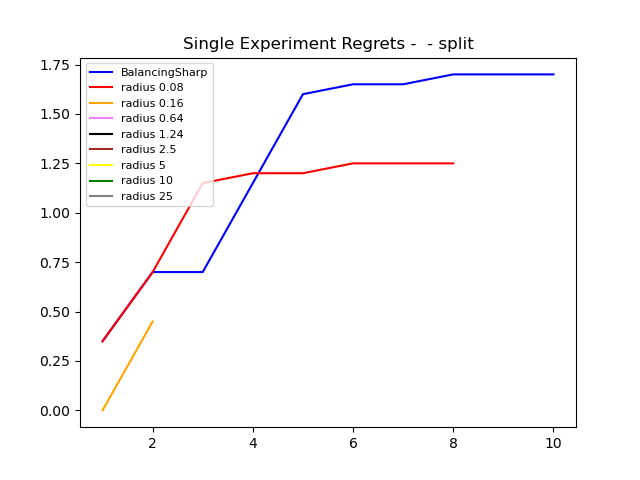 Single Experiment Regrets -  - split
BalancingSharp
radius 0.08
radius 0.16
radius 0.64
radius 1.24
radius 2.5
radius 5
radius 10
radius 25
1.75
1.50
1.25
1.00
0.75
0.50
0.25
0.00
2 4 6 8 10